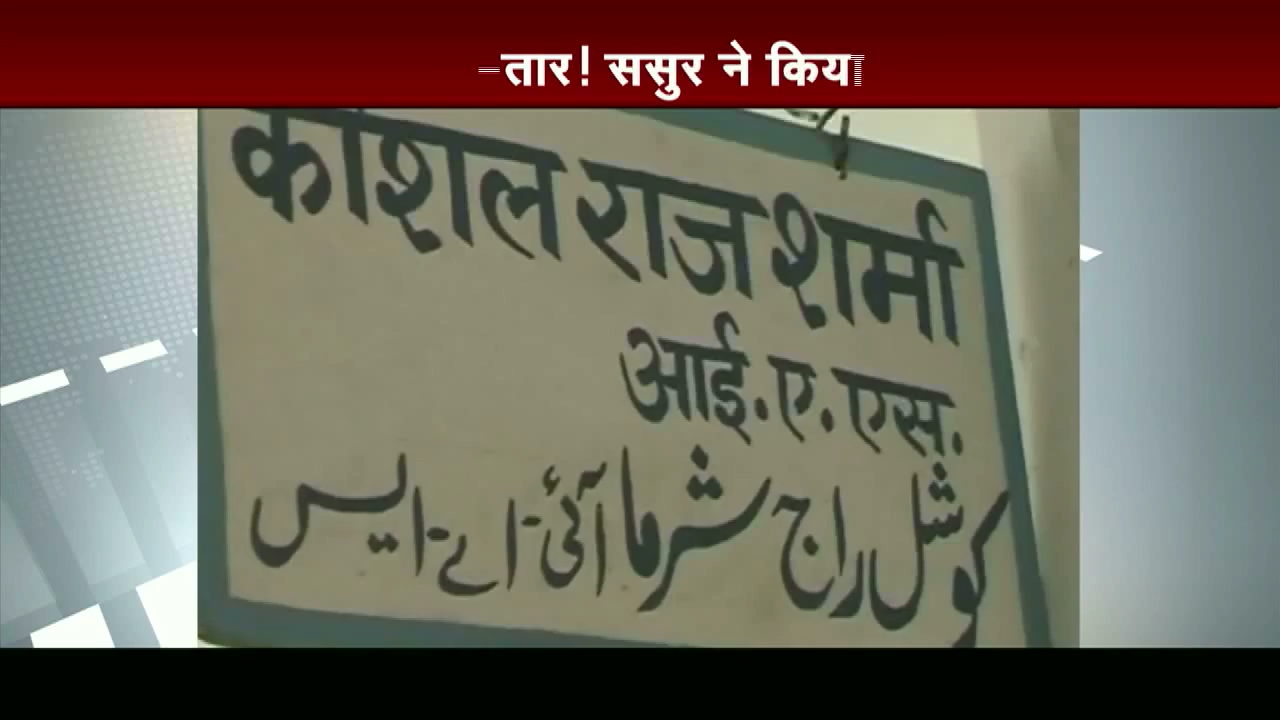 तार! ससुर ने किया
कौशल राज शर्मा
आई.ए.एस.
کوشل راج شرما آئی-اے-ایس